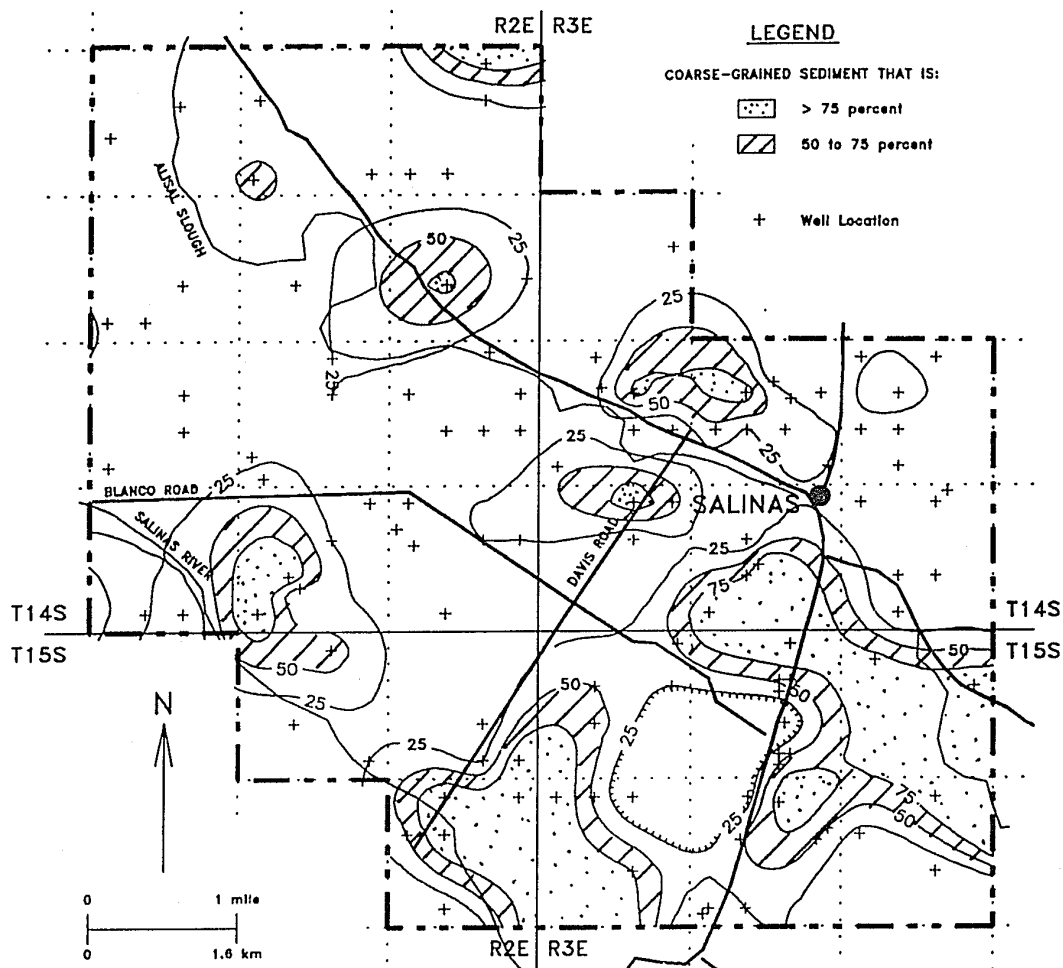 R2E R3E
LEGEND
COARSE-GRAINED SEDIMENT THAT IS:
> 75 percent
50 to 75 percent
+ Well Location
ALISAL SLOUGH
50
25
25
25
50
25
25
25
BLANCO ROAD
SALINAS RIVER
DAVIS ROAD
SALINAS
25
75
T14S
T15S
T14S
T15S
50
50
25
50
50
25
25
25
75
50
N
0 1 mile
0 1.6 km
R2E R3E